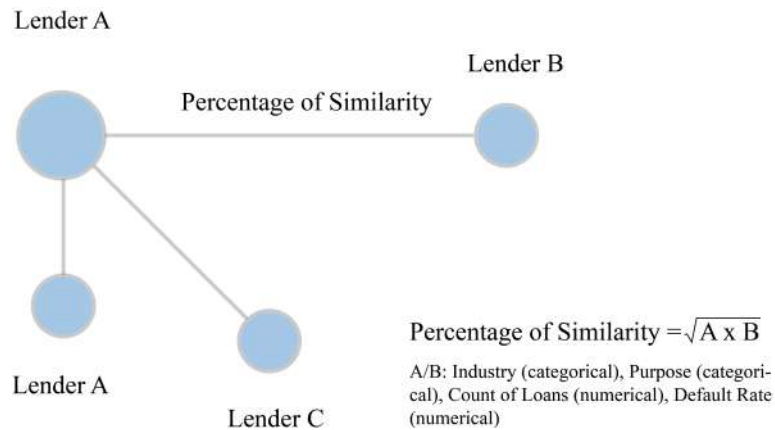 Lender A
Lender B
Percentage of Similarity
Lender A
Lender C
Percentage of Similarity =√A x B
A/B: Industry (categorical), Purpose (categori-
cal), Count of Loans (numerical), Default Rate
(numerical)